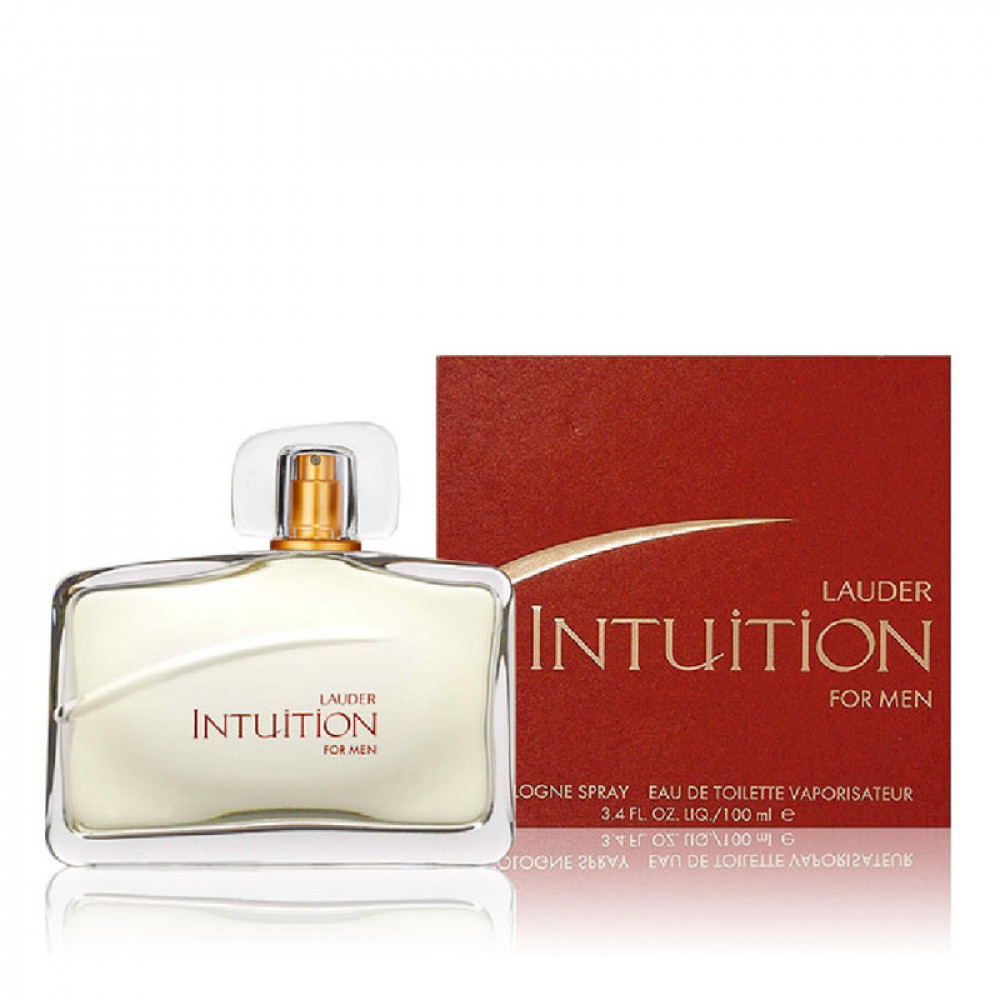 LAUDER
INTUiTiON
FOR MEN
LAUDER
INTUiTiON
FOR MEN
LOGNE SPRAY EAU DE TOILETTE VAPORISATEUR
3.4 FL. OZ. LIQ./100 ml e